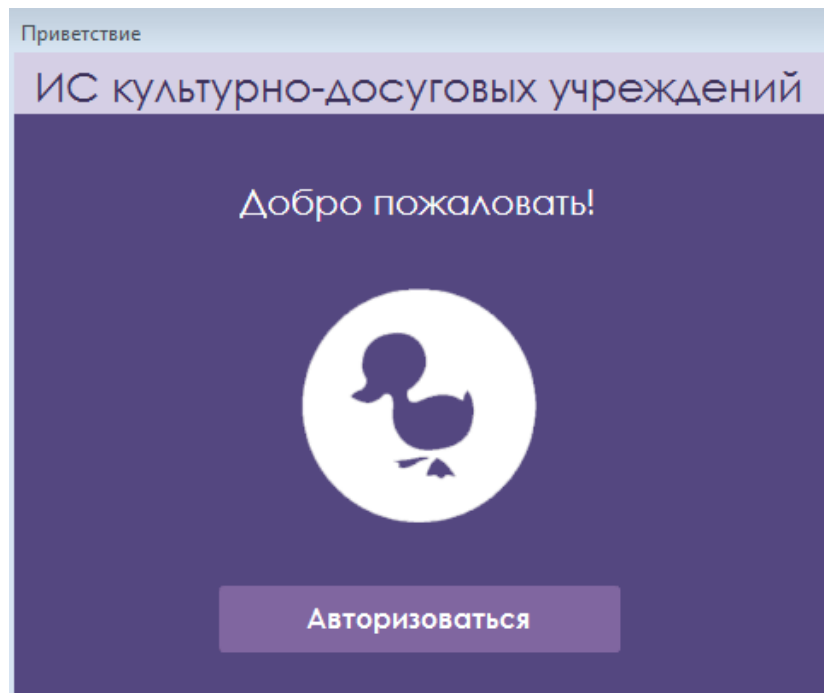 Приветствие
ИС культурно-досуговых учреждений
Добро пожаловать!
Авторизоваться